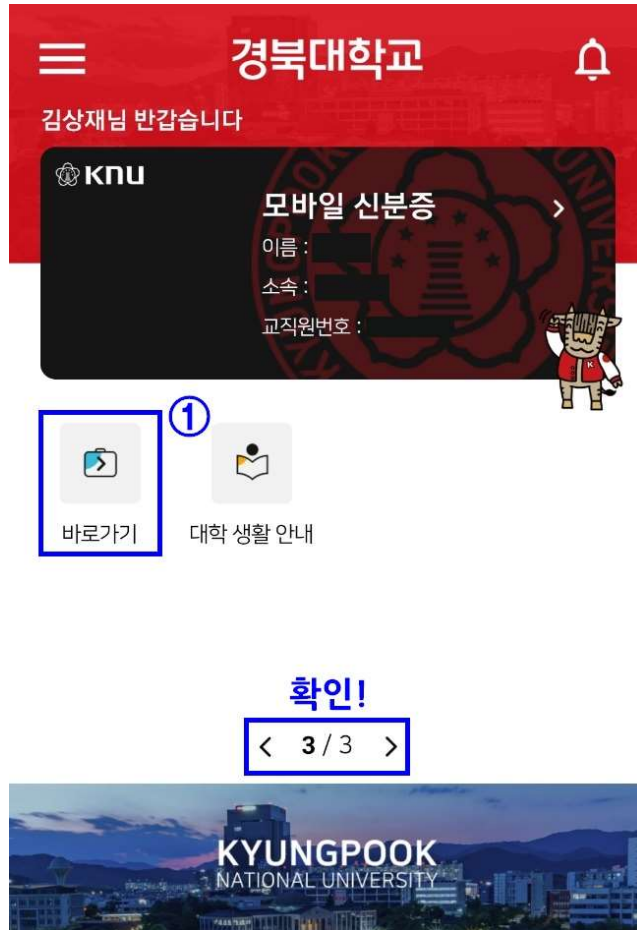 경북대학교
김상재님 반갑습니다
KNU
모바일 신분증
이름 :
소속 :
교직원번호 :
①
바로가기
대학 생활 안내
확인!
< 3 / 3 >
KYUNGPOOK
NATIONAL UNIVERSITY